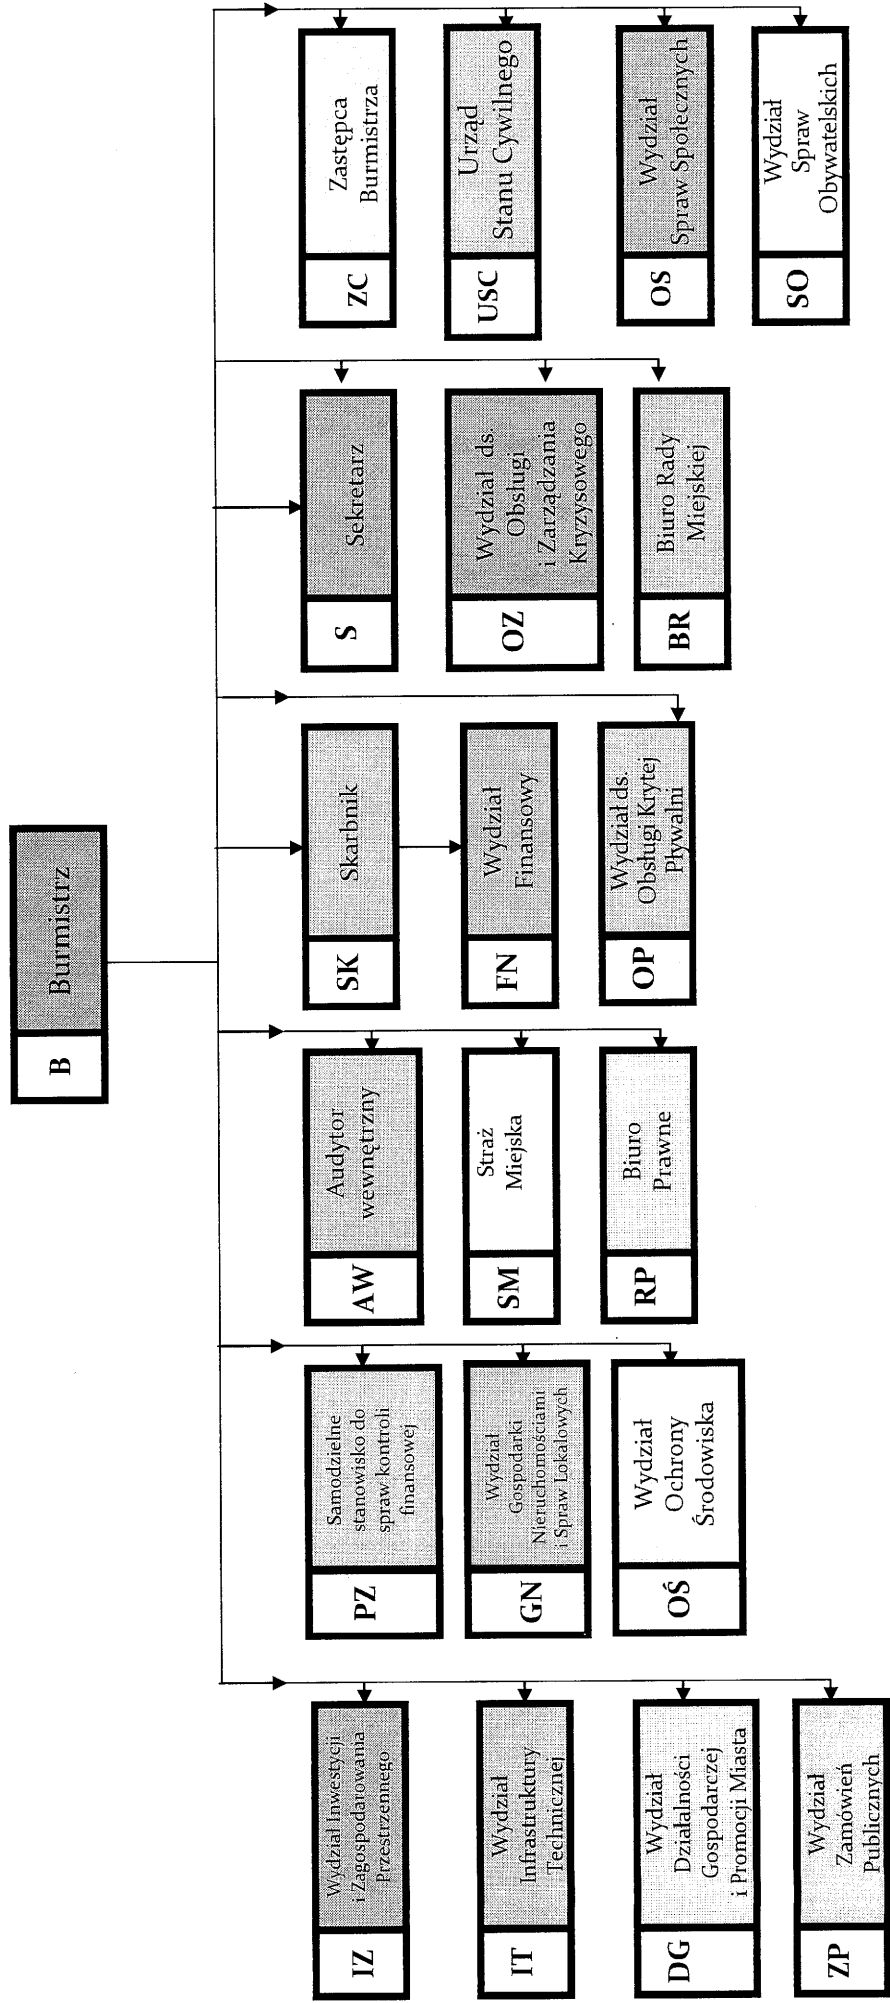 B
Burmistrz
IZ
Wydział Inwestycji
i Zagospodarowania
Przestrzennego
IT
Wydział
Infrastruktury
Technicznej
DG
Wydział
Działalności
Gospodarczej
i Promocji Miasta
ZP
Wydział
Zamówień
Publicznych
PZ
Samodzielne
stanowisko do
spraw kontroli
finansowej
GN
Wydział
Gospodarki
Nieruchomościami
i Spraw Lokalowych
OŚ
Wydział
Ochrony
Środowiska
AW
Audytor
wewnętrzny
SM
Straż
Miejska
RP
Biuro
Prawne
SK
Skarbnik
FN
Wydział
Finansowy
OP
Wydział ds.
Obsługi Krytej
Pływalni
S
Sekretarz
OZ
Wydział ds.
Obsługi
i Zarządzania
Kryzysowego
BR
Biuro Rady
Miejskiej
ZC
Zastępca
Burmistrza
USC
Urząd
Stanu Cywilnego
OS
Wydział
Spraw Społecznych
SO
Wydział
Spraw
Obywatelskich